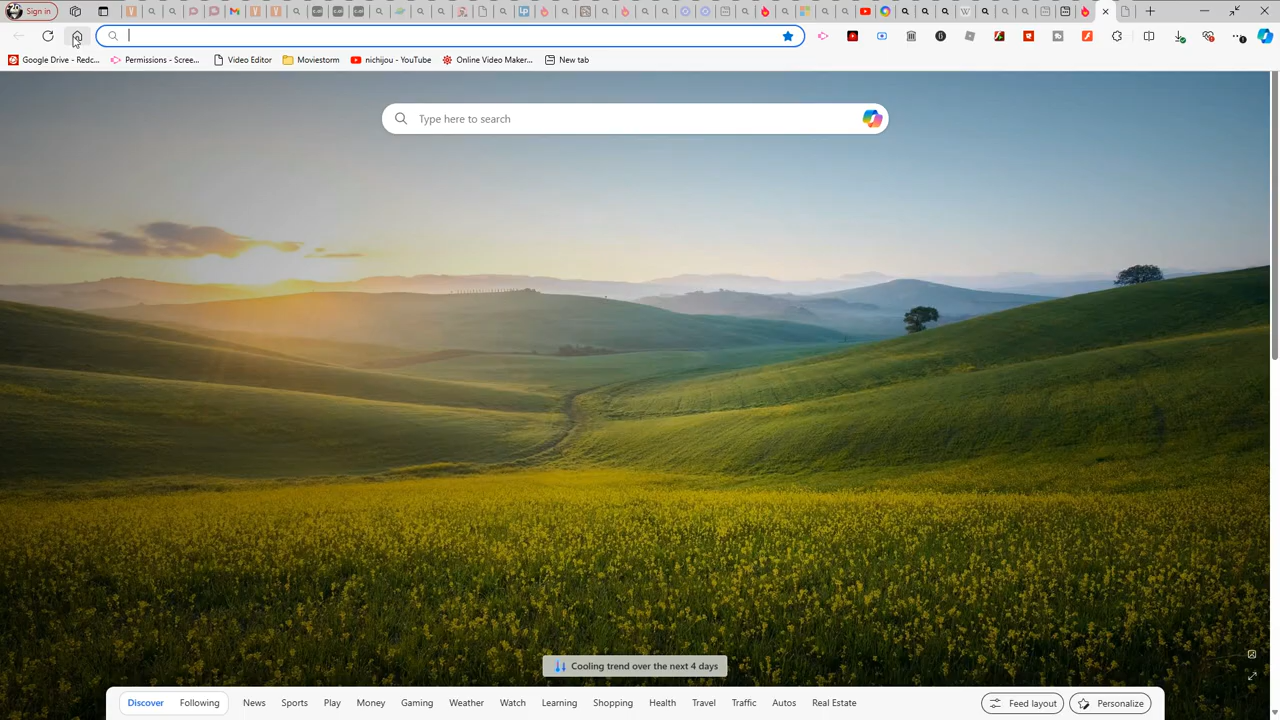 Sign in
Google Drive - Redc...
Permissions - Scree...
Video Editor
Moviestorm
nichijou - YouTube
Online Video Maker...
New tab
Type here to search
Cooling trend over the next 4 days
Discover
Following
News
Sports
Play
Money
Gaming
Weather
Watch
Learning
Shopping
Health
Travel
Traffic
Autos
Real Estate
Feed layout
Personalize